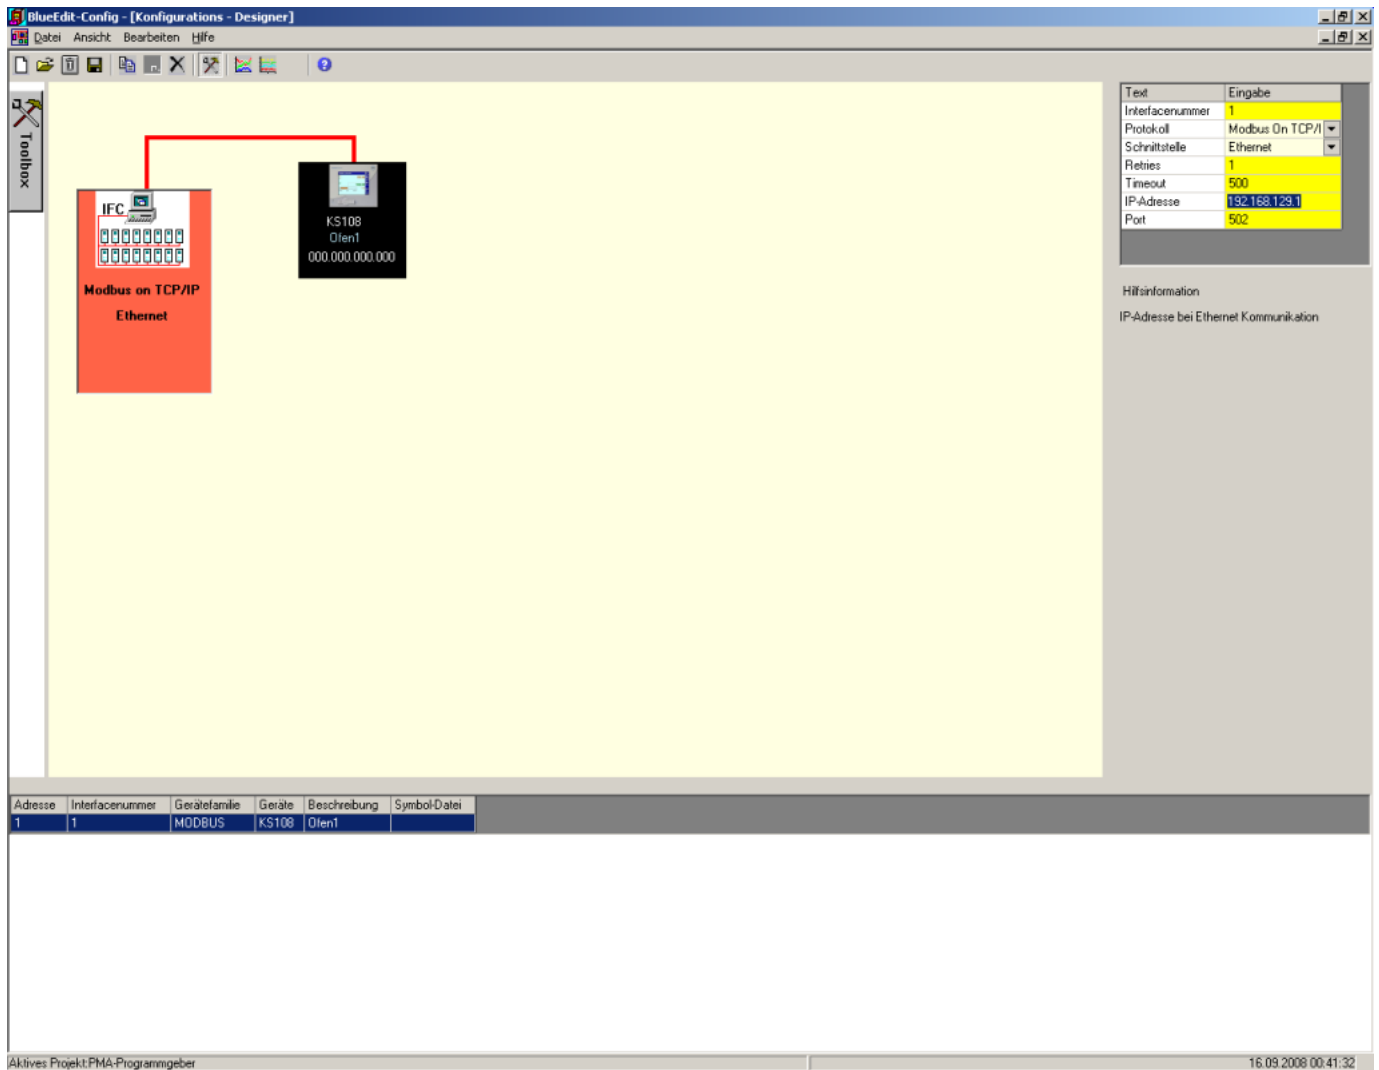 BlueEdit-Config - [Konfigurations - Designer]
Datei Ansicht Bearbeiten Hilfe
Toolbox
IFC
Modbus on TCP/IP
Ethernet
KS108
Ofen1
000.000.000.000
Text Eingabe
Interfacenummer 1
Protokoll Modbus On TCP/I
Schnittstelle Ethernet
Retries 1
Timeout 500
IP-Adresse 192.168.129.1
Port 502
Hilfsinformation
IP-Adresse bei Ethernet Kommunikation
Adresse Interfacenummer Gerätefamilie Geräte Beschreibung Symbol-Datei
1 1 MODBUS KS108 Ofen1
Aktives Projekt:PMA-Programmgeber 16.09.2008 00:41:32